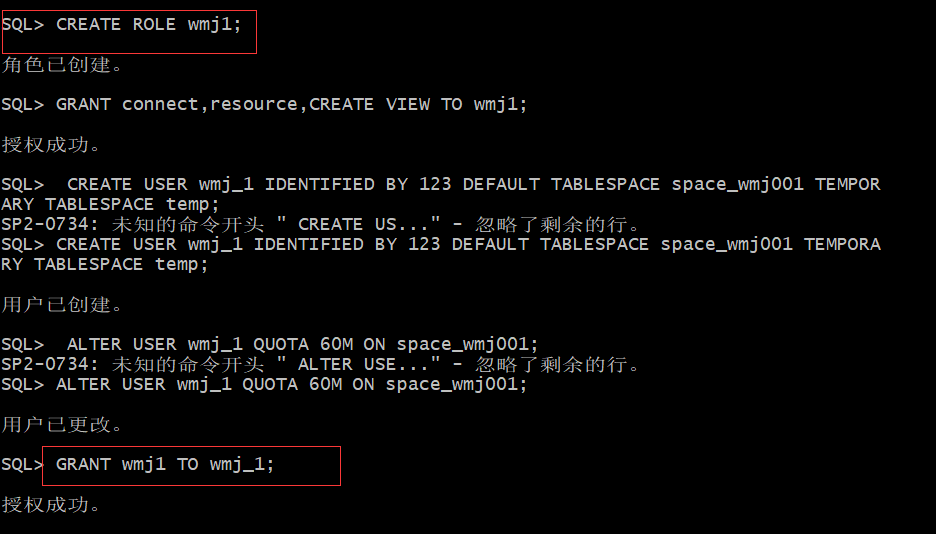 SQL> CREATE ROLE wmj1;
角色已创建。
SQL> GRANT connect,resource,CREATE VIEW TO wmj1;
授权成功。
SQL>  CREATE USER wmj_1 IDENTIFIED BY 123 DEFAULT TABLESPACE space_wmj001 TEMPOR
ARY TABLESPACE temp;
SP2-0734: 未知的命令开头 " CREATE US..." - 忽略了剩余的行。
SQL> CREATE USER wmj_1 IDENTIFIED BY 123 DEFAULT TABLESPACE space_wmj001 TEMPORA
RY TABLESPACE temp;
用户已创建。
SQL>  ALTER USER wmj_1 QUOTA 60M ON space_wmj001;
SP2-0734: 未知的命令开头 " ALTER USE..." - 忽略了剩余的行。
SQL> ALTER USER wmj_1 QUOTA 60M ON space_wmj001;
用户已更改。
SQL> GRANT wmj1 TO wmj_1;
授权成功。